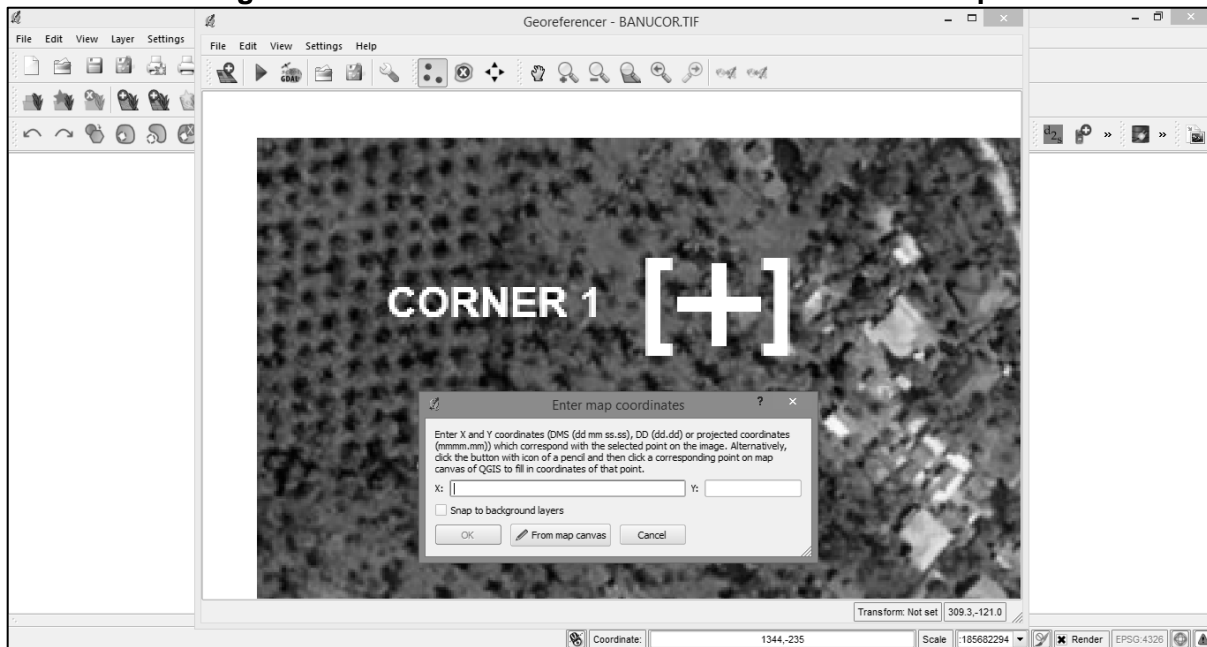 Georeferencer - BANUCOR.TIF
File Edit View Layer Settings
File Edit View Settings Help
GDAL
CORNER 1 [+]
Enter map coordinates ? ×
Enter X and Y coordinates (DMS (dd mm ss.ss), DD (dd.dd) or projected coordinates
(mmmm.mm)) which correspond with the selected point on the image. Alternatively,
click the button with icon of a pencil and then click a corresponding point on map
canvas of QGIS to fill in coordinates of that point.
X: Y:
Snap to background layers
OK From map canvas Cancel
Transform: Not set 309.3,-121.0
Coordinate: 1344,-235 Scale :185682294 Render EPSG:4326